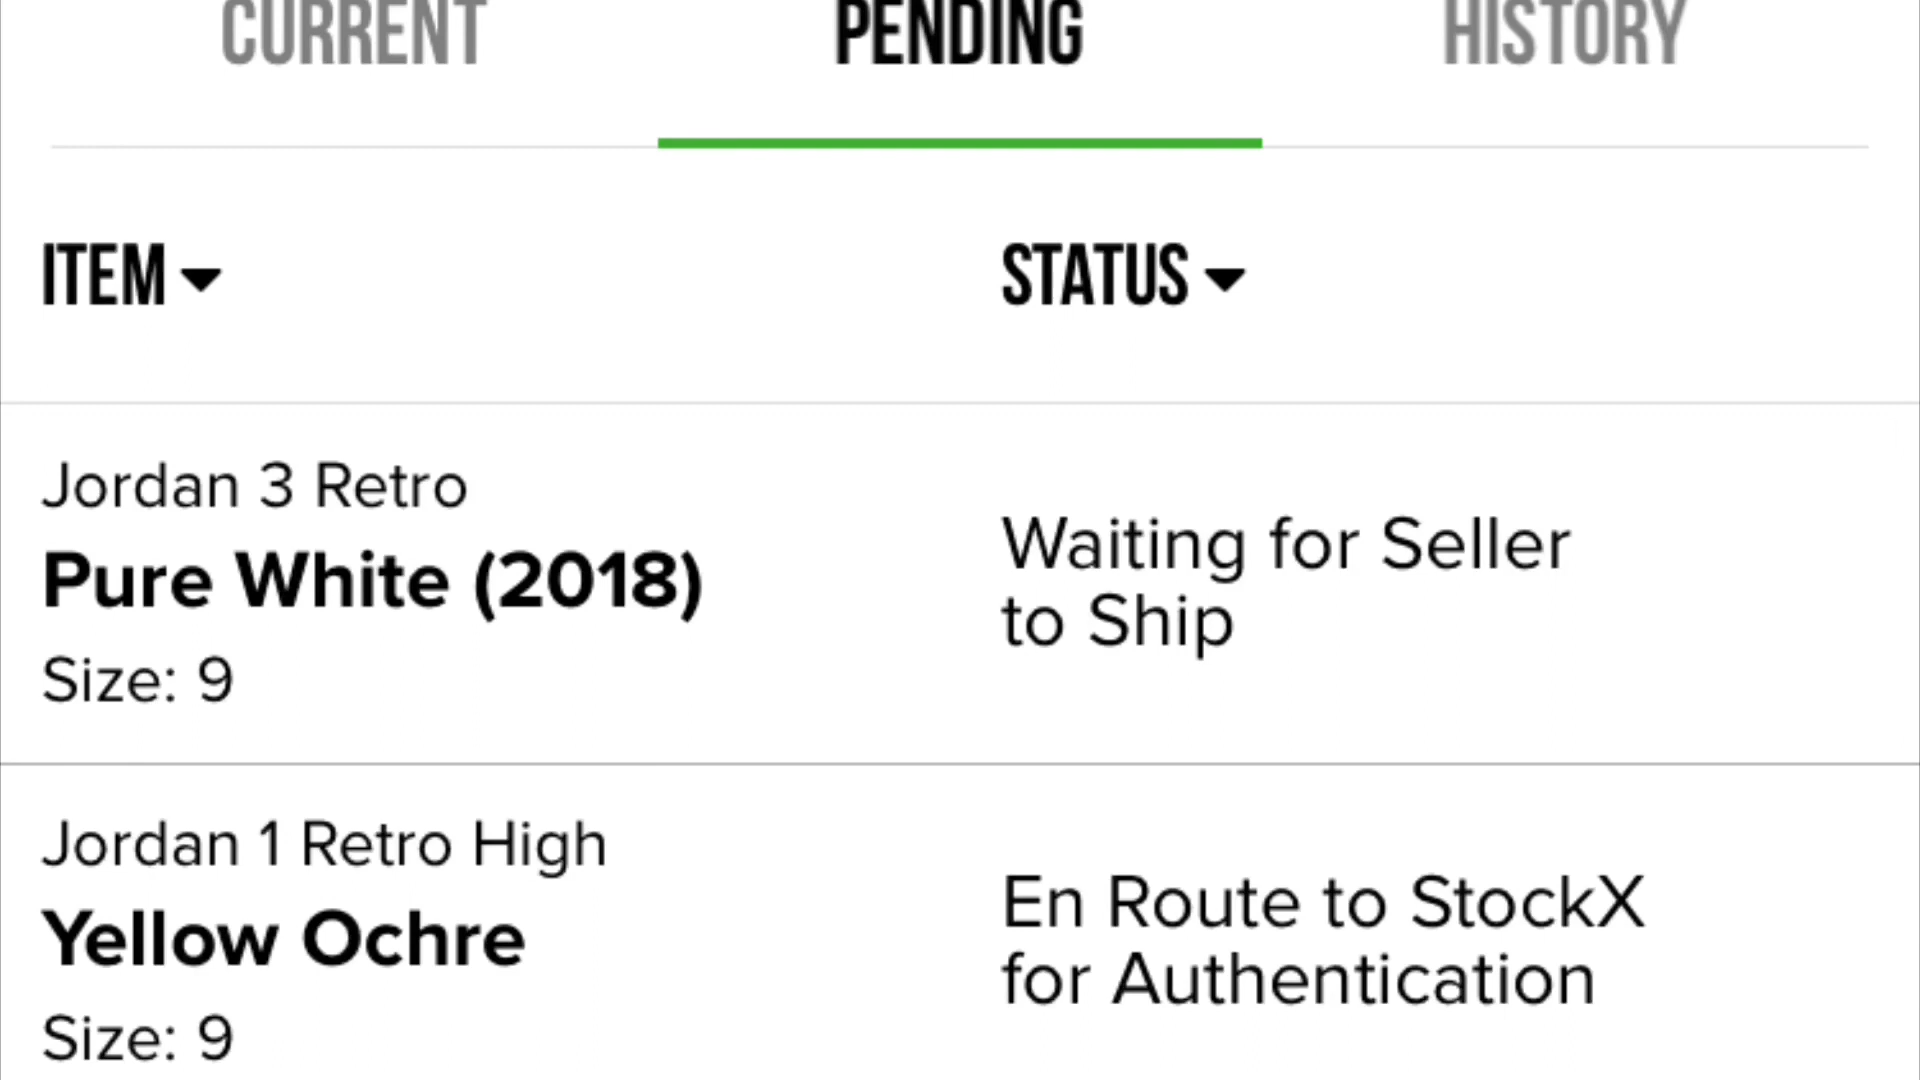 CURRENT PENDING HISTORY
ITEM STATUS
Jordan 3 Retro
Pure White (2018)
Size: 9
Waiting for Seller
to Ship
Jordan 1 Retro High
Yellow Ochre
Size: 9
En Route to StockX
for Authentication